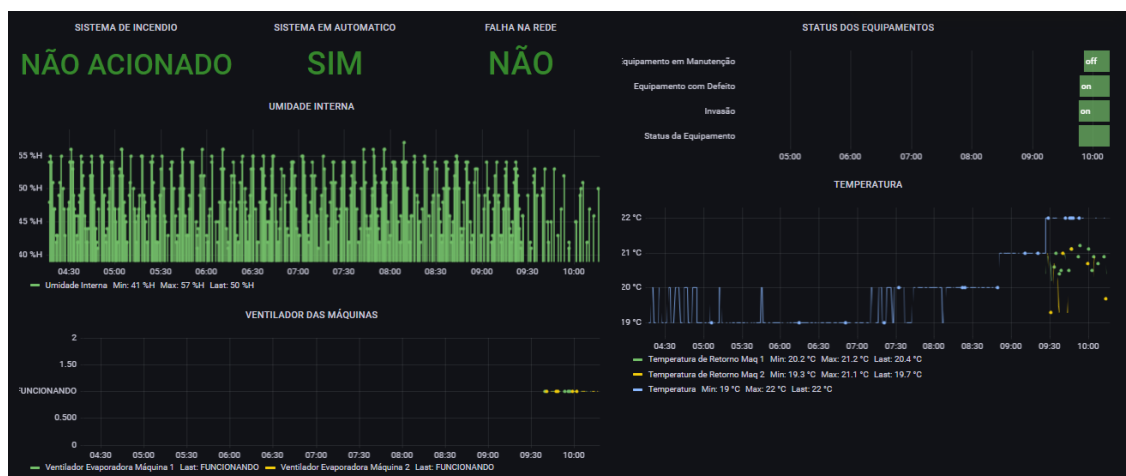 SISTEMA DE INCENDIO
NÃO ACIONADO
SISTEMA EM AUTOMATICO
SIM
FALHA NA REDE
NÃO
UMIDADE INTERNA
55 %H
50 %H
45 %H
40 %H
04:30 05:00 05:30 06:00 06:30 07:00 07:30 08:00 08:30 09:00 09:30 10:00
Umidade Interna Min: 41 %H Max: 57 %H Last: 50 %H
VENTILADOR DAS MÁQUINAS
2
1.50
FUNCIONANDO
0.500
0
04:30 05:00 05:30 06:00 06:30 07:00 07:30 08:00 08:30 09:00 09:30 10:00
Ventilador Evaporadora Máquina 1 Last: FUNCIONANDO Ventilador Evaporadora Máquina 2 Last: FUNCIONANDO
STATUS DOS EQUIPAMENTOS
Equipamento em Manutenção off
Equipamento com Defeito on
Invasão on
Status da Equipamento
05:00 06:00 07:00 08:00 09:00 10:00
TEMPERATURA
22 °C
21 °C
20 °C
19 °C
04:30 05:00 05:30 06:00 06:30 07:00 07:30 08:00 08:30 09:00 09:30 10:00
Temperatura de Retorno Maq 1 Min: 20.2 °C Max: 21.2 °C Last: 20.4 °C
Temperatura de Retorno Maq 2 Min: 19.3 °C Max: 21.1 °C Last: 19.7 °C
Temperatura Min: 19 °C Max: 22 °C Last: 22 °C